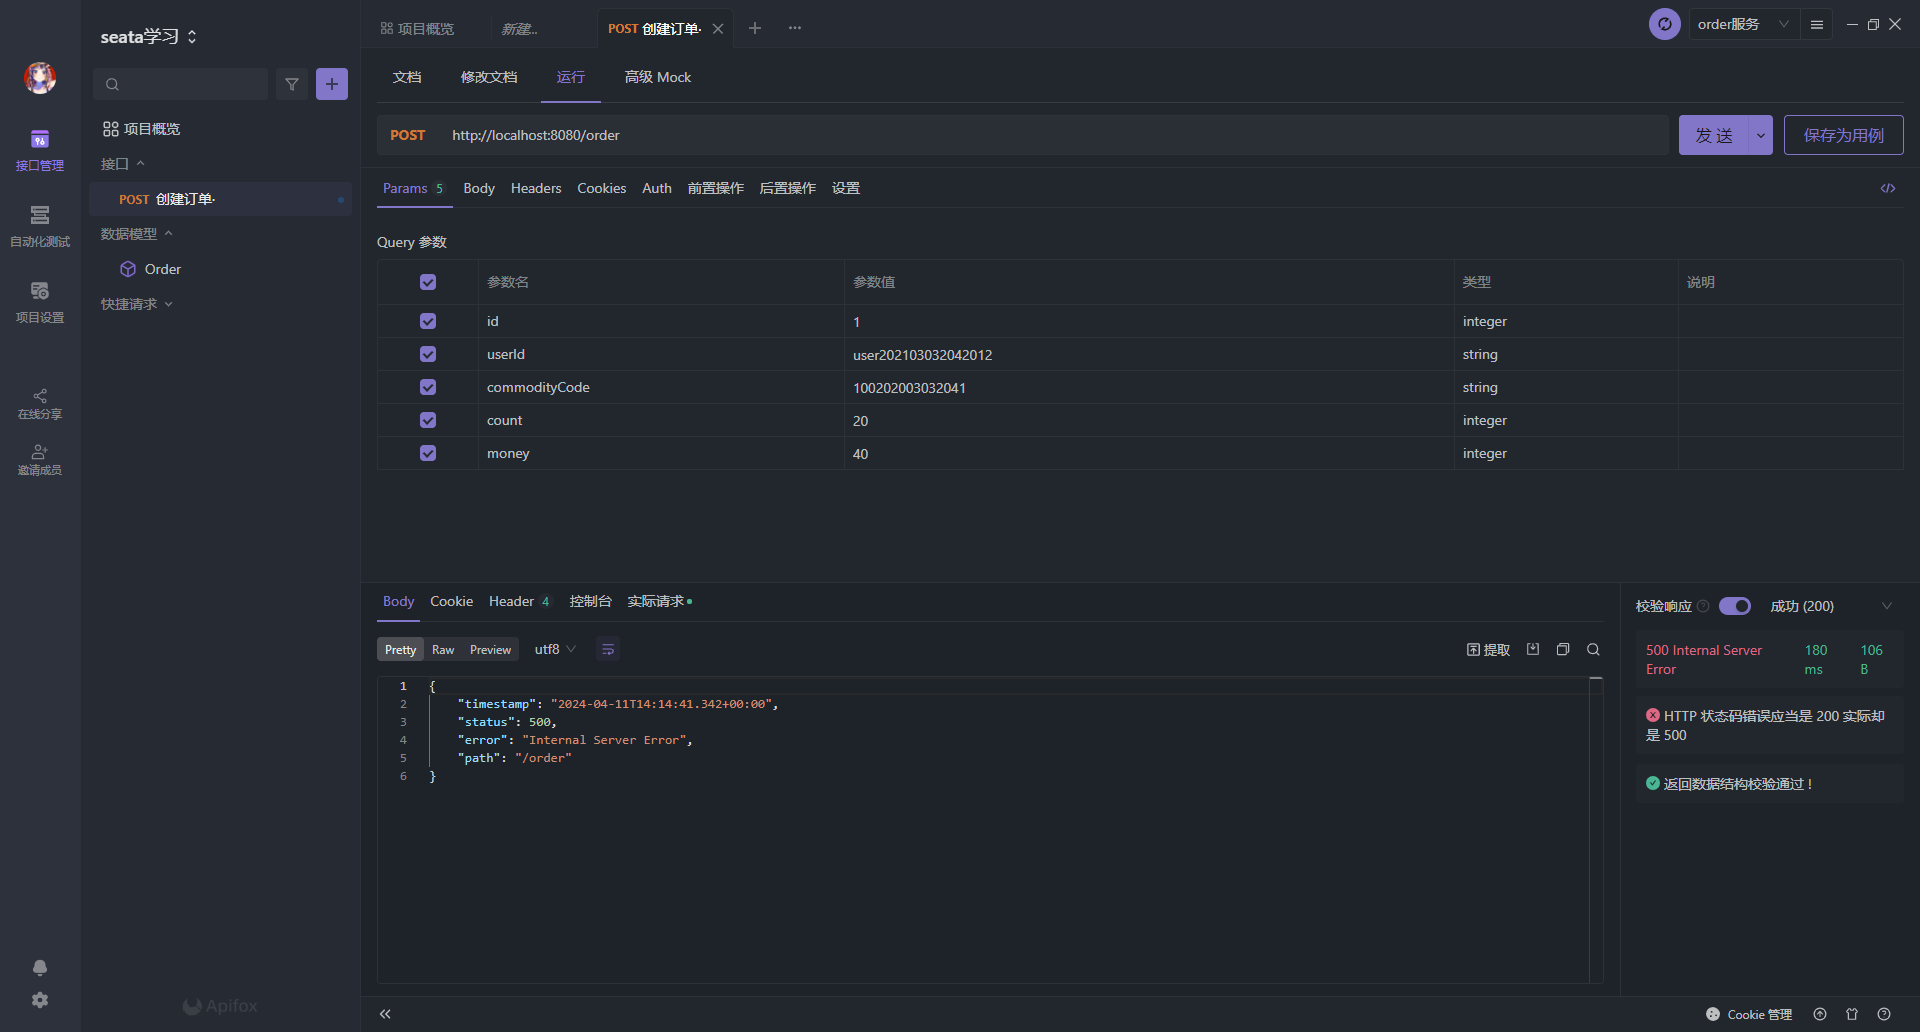 seata学习
项目概览
新建...
POST 创建订单·
order服务
接口管理
自动化测试
项目设置
在线分享
邀请成员
项目概览
接口
POST 创建订单·
数据模型
Order
快捷请求
Apifox
文档 修改文档 运行 高级 Mock
POST http://localhost:8080/order
发 送
保存为用例
Params 5 Body Headers Cookies Auth 前置操作 后置操作 设置
Query 参数
参数名 参数值 类型 说明
id 1 integer
userId user202103032042012 string
commodityCode 100202003032041 string
count 20 integer
money 40 integer
Body Cookie Header 4 控制台 实际请求
Pretty Raw Preview utf8
提取
1 {
2 "timestamp": "2024-04-11T14:14:41.342+00:00",
3 "status": 500,
4 "error": "Internal Server Error",
5 "path": "/order"
6 }
校验响应 成功 (200)
500 Internal Server Error 180 ms 106 B
HTTP 状态码错误应当是 200 实际却
是 500
返回数据结构校验通过 !
Cookie 管理